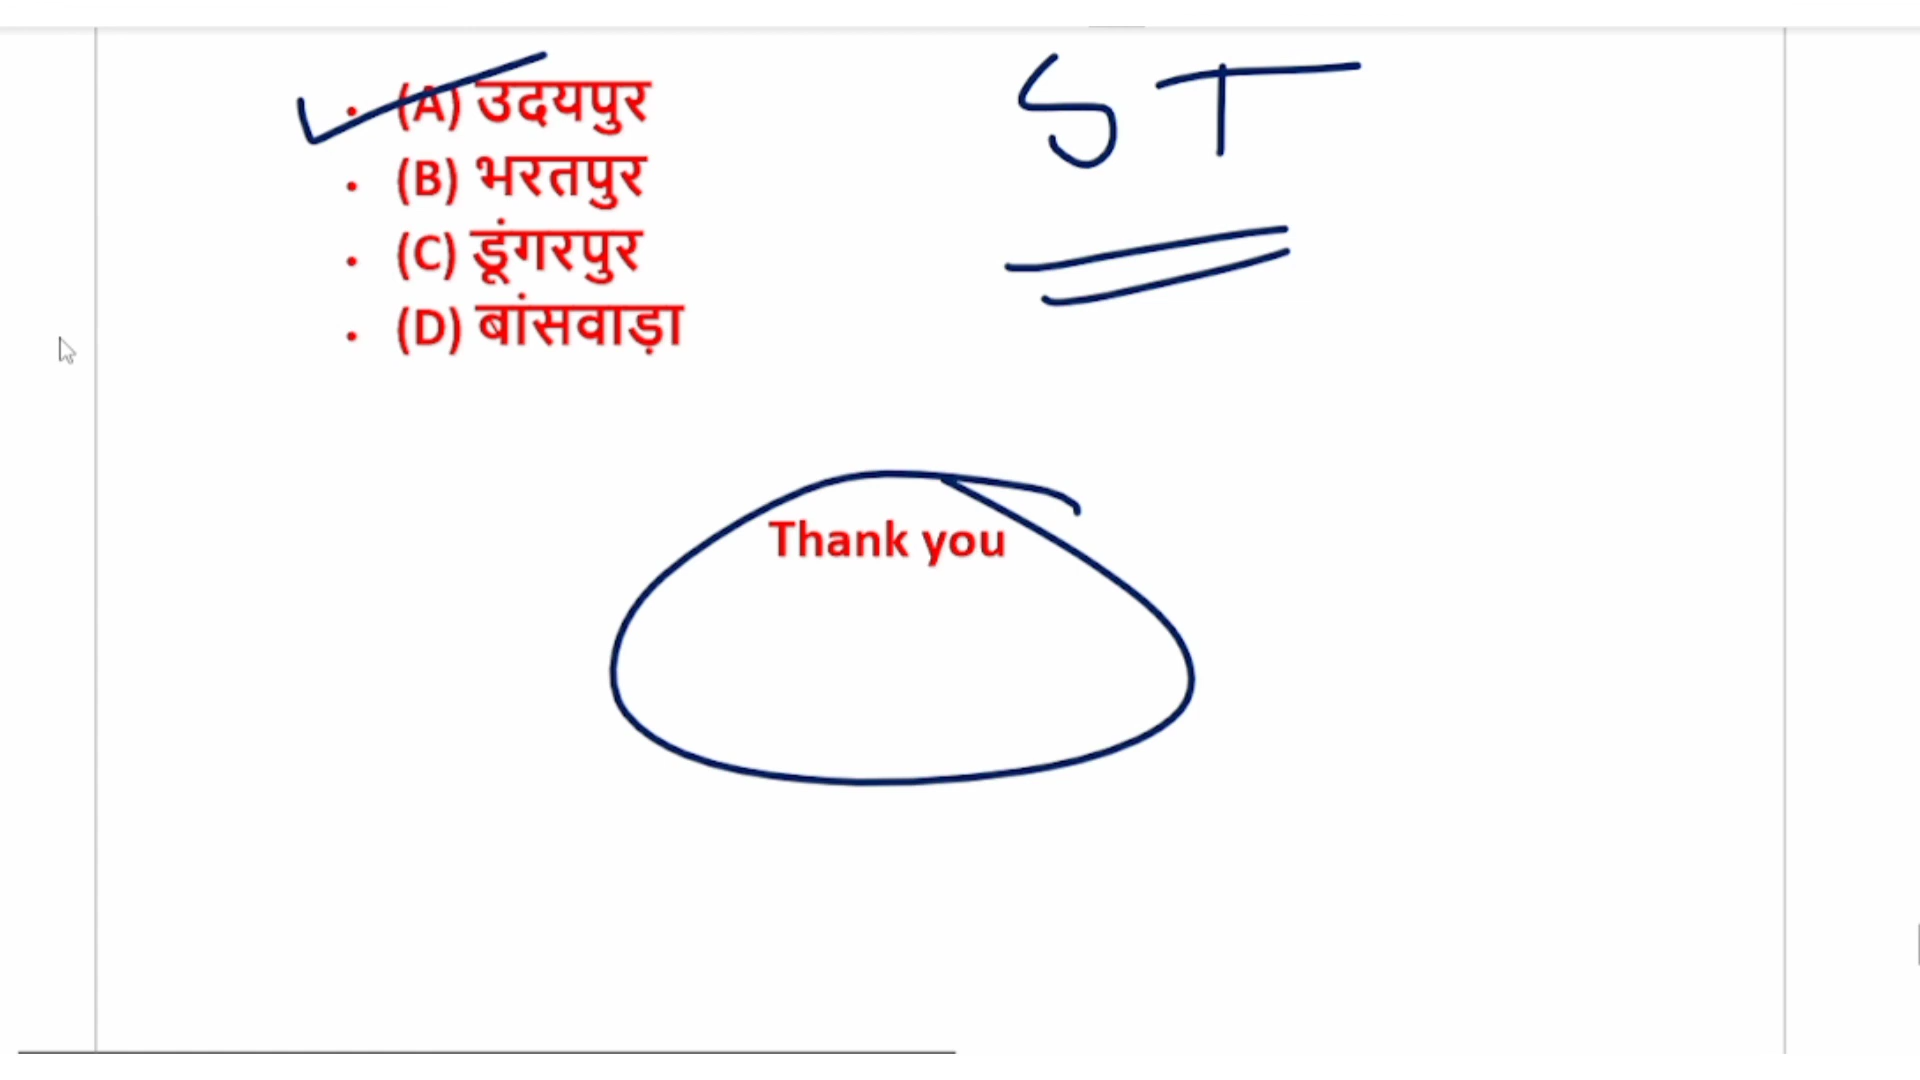 • (A) उदयपुर
ST
• (B) भरतपुर
• (C) डूंगरपुर
• (D) बांसवाड़ा
Thank you